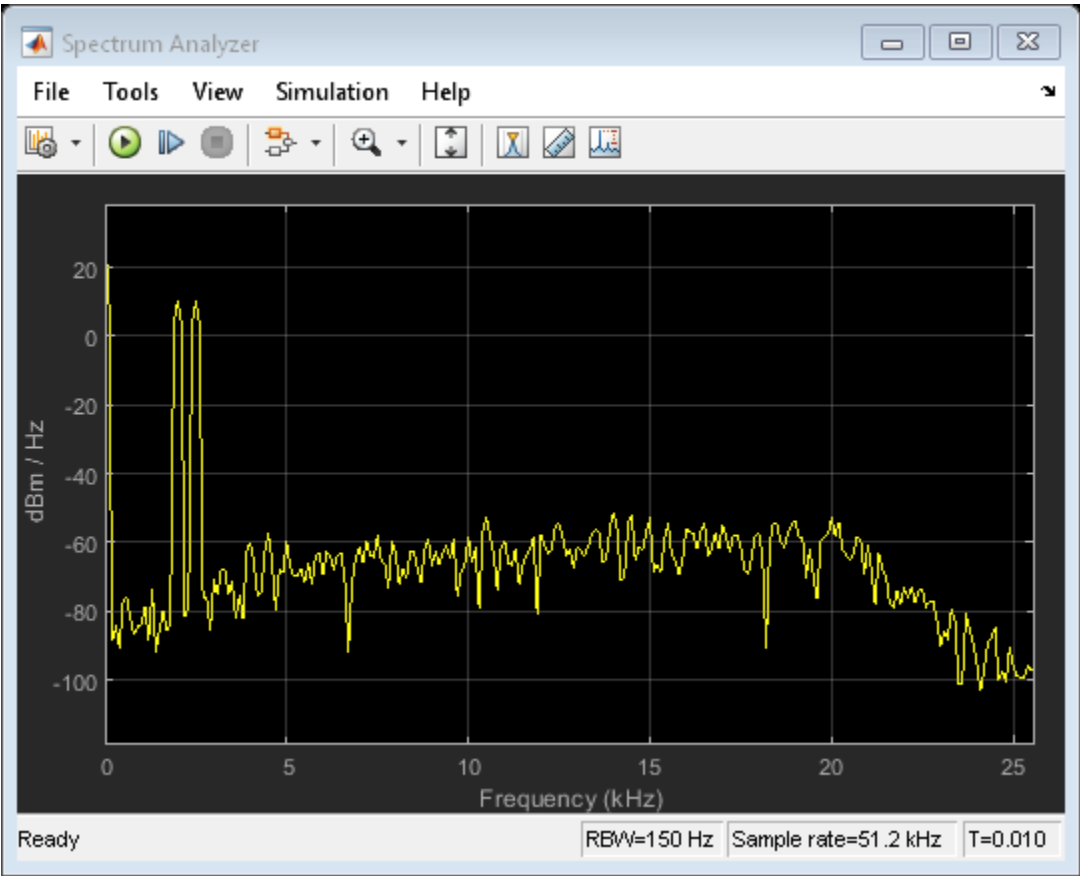 Spectrum Analyzer
File Tools View Simulation Help
20
0
-20
-40
-60
-80
-100
dBm / Hz
0 5 10 15 20 25
Frequency (kHz)
Ready RBW=150 Hz Sample rate=51.2 kHz T=0.010